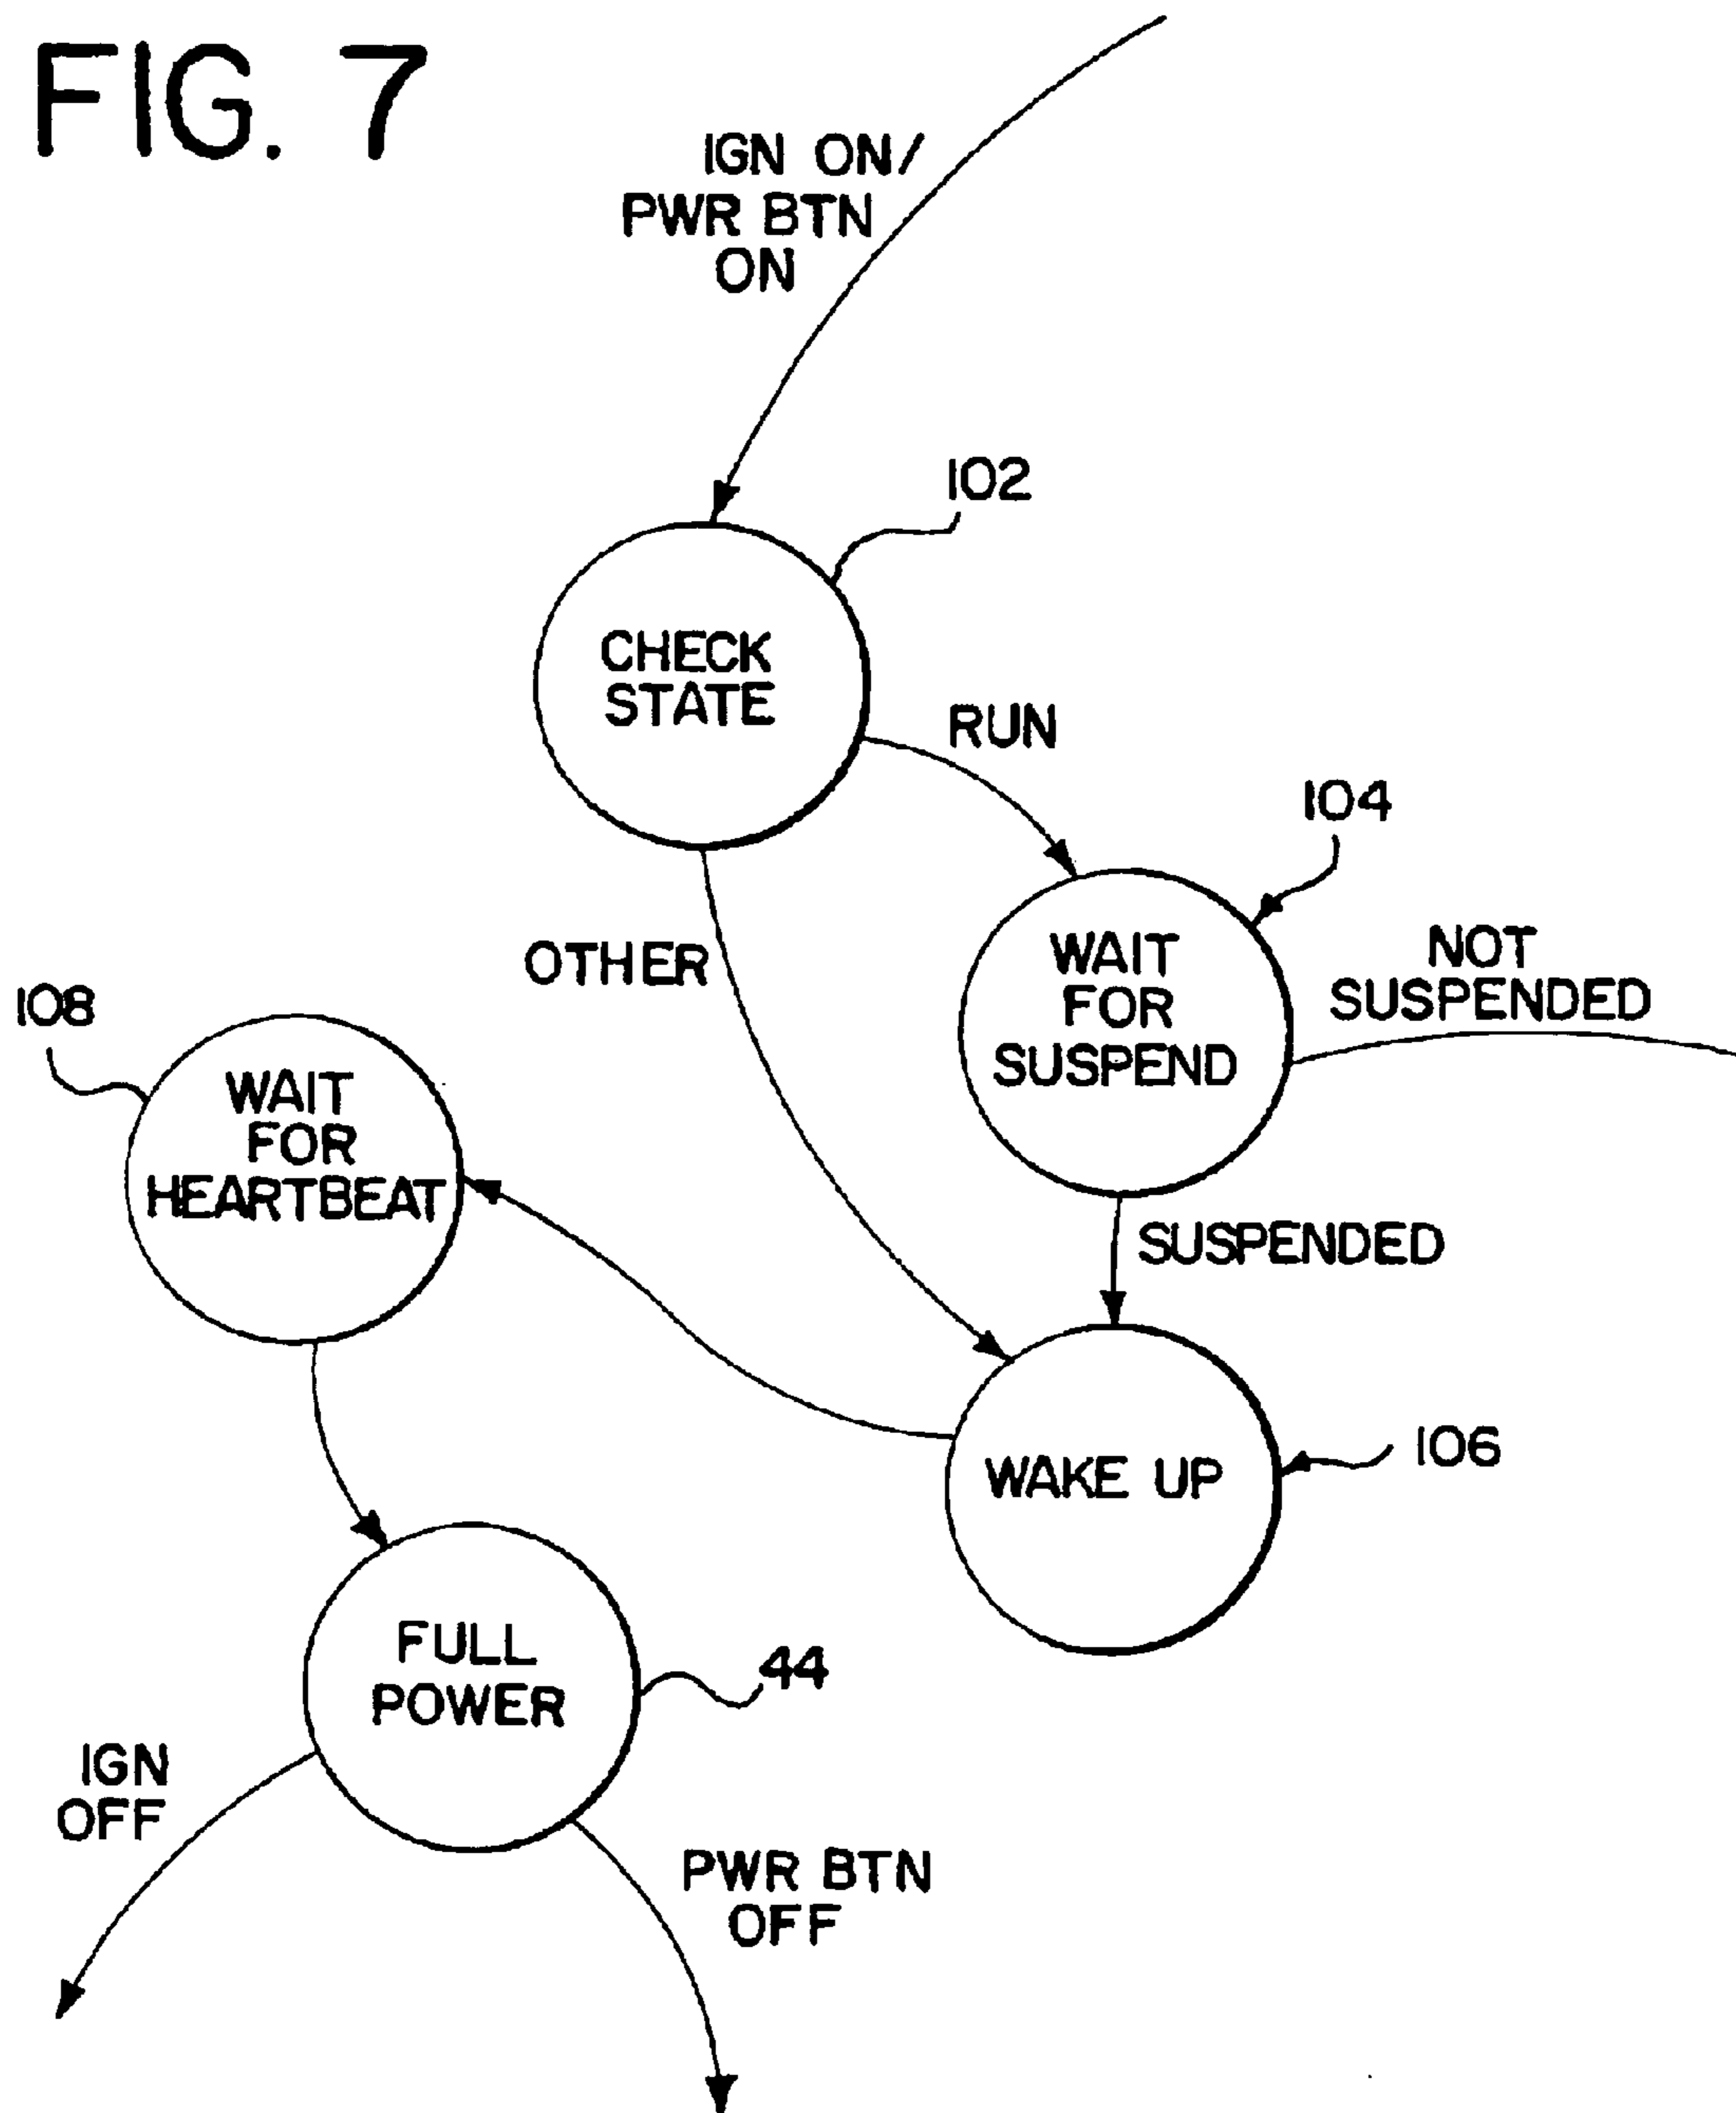 FIG. 7
IGN ON/
PWR BTN
ON
102
CHECK
STATE
RUN
104
OTHER
WAIT
FOR
SUSPEND
NOT
SUSPENDED
108
WAIT
FOR
HEARTBEAT
SUSPENDED
WAKE UP
106
FULL
POWER
44
IGN
OFF
PWR BTN
OFF